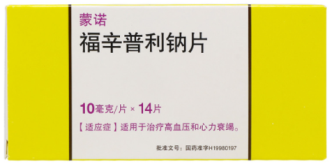 蒙诺
福辛普利钠片
10毫克/片 × 14片
【适应症】适用于治疗高血压和心力衰竭。
批准文号：国药准字H19980197